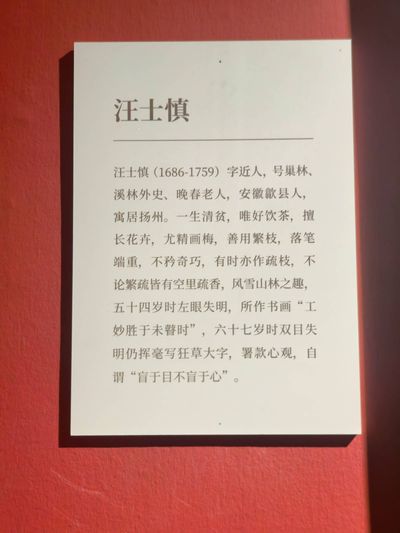 汪士慎
汪士慎（1686-1759）字近人，号巢林、
溪林外史、晚春老人，安徽歙县人，
寓居扬州。一生清贫，唯好饮茶，擅
长花卉，尤精画梅，善用繁枝，落笔
端重，不矜奇巧，有时亦作疏枝，不
论繁疏皆有空里疏香，风雪山林之趣，
五十四岁时左眼失明，所作书画“工
妙胜于未瞽时”，六十七岁时双目失
明仍挥毫写狂草大字，署款心观，自
谓“盲于目不盲于心”。